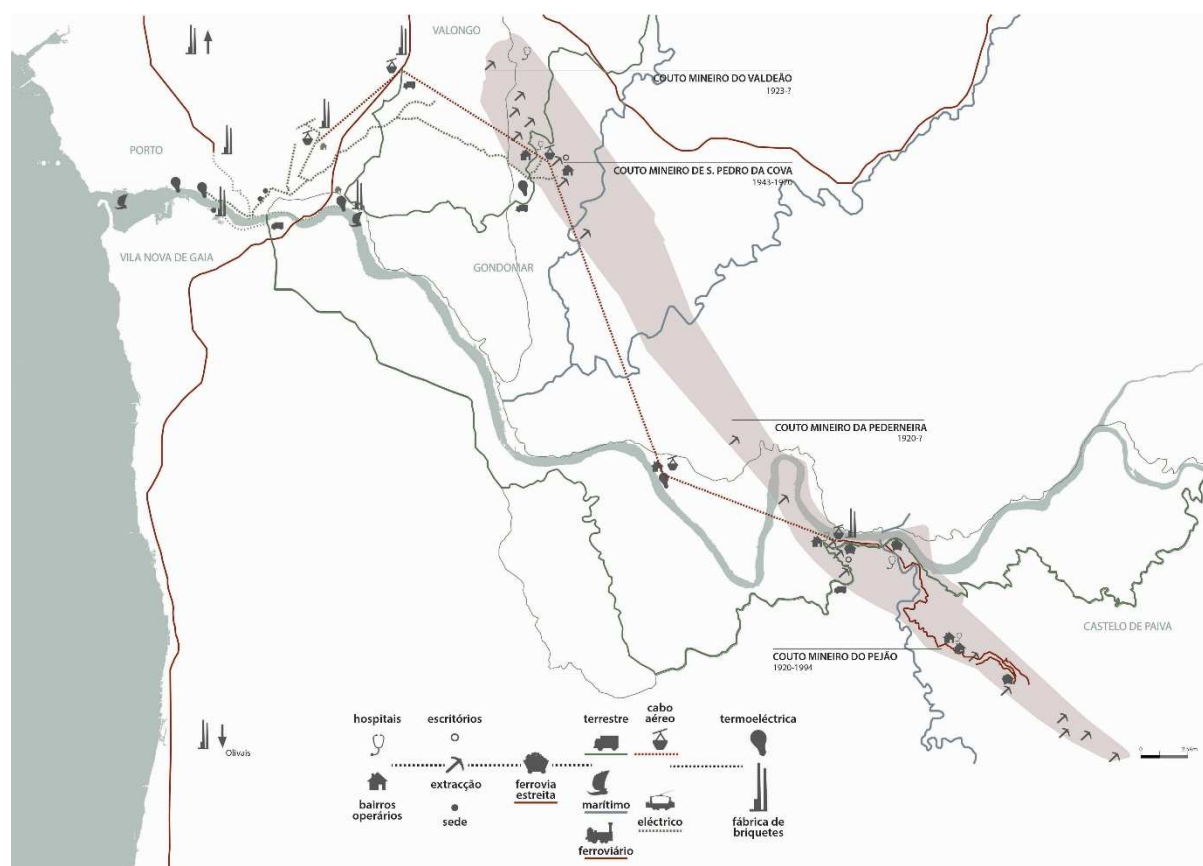 VALONGO
COUTO MINEIRO DO VALDEÃO
1923-?
PORTO
COUTO MINEIRO DE S. PEDRO DA COVA
1943-1970
VILA NOVA DE GAIA
GONDOMAR
COUTO MINEIRO DA PEDERNEIRA
1920-?
CASTELO DE PAIVA
COUTO MINEIRO DO PEJÃO
1920-1994
Olivais
hospitais
escritórios
terrestre
cabo
aéreo
termoeléctrica
bairros
operários
extracção
sede
ferrovia
estreita
marítimo
ferroviário
eléctrico
fábrica de
briquetes